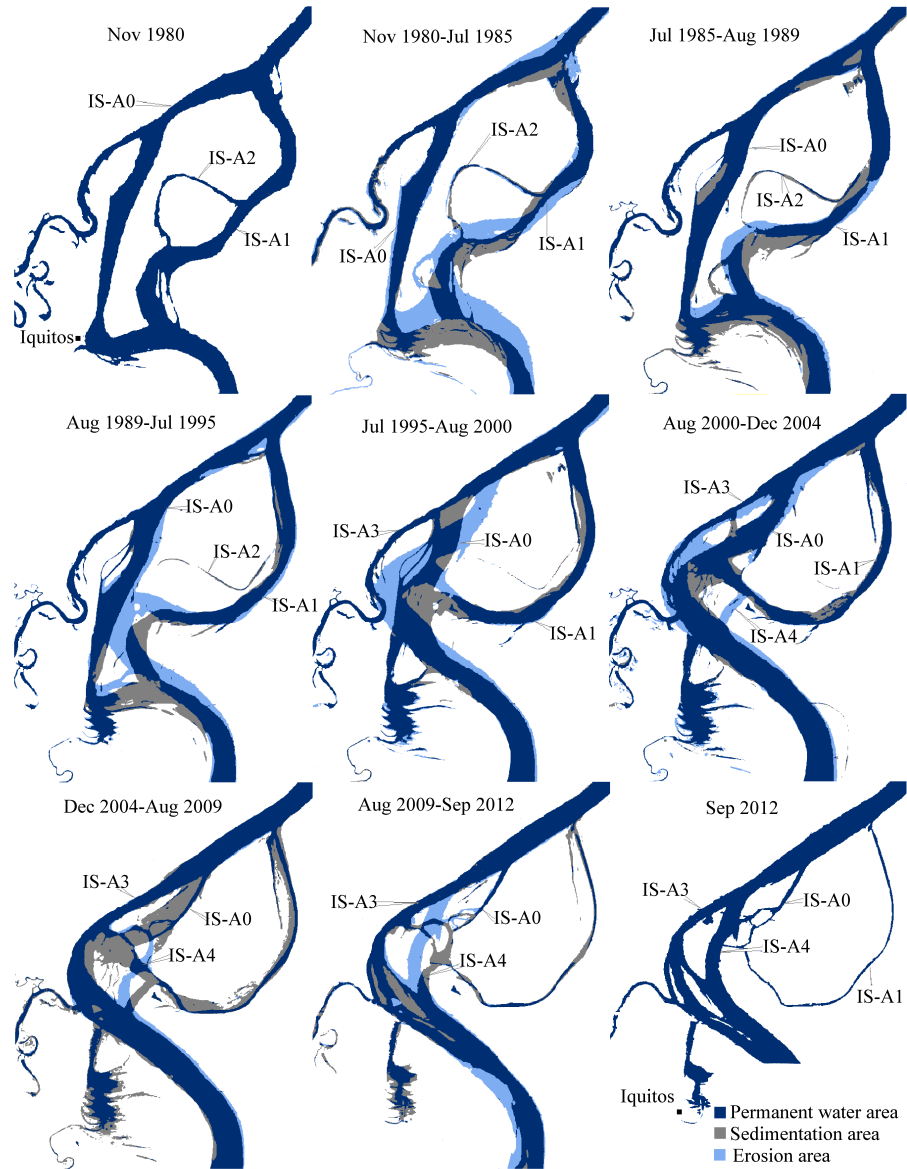 Nov 1980
IS-A0
IS-A2
IS-A1
Iquitos
Nov 1980-Jul 1985
IS-A2
IS-A1
IS-A0
Jul 1985-Aug 1989
IS-A0
IS-A2
IS-A1
Aug 1989-Jul 1995
IS-A0
IS-A2
IS-A1
Jul 1995-Aug 2000
IS-A3
IS-A0
IS-A1
Aug 2000-Dec 2004
IS-A3
IS-A0
IS-A1
IS-A4
Dec 2004-Aug 2009
IS-A3
IS-A0
IS-A4
Aug 2009-Sep 2012
IS-A3
IS-A0
IS-A4
Sep 2012
IS-A3
IS-A0
IS-A4
IS-A1
Iquitos
Permanent water area
Sedimentation area
Erosion area